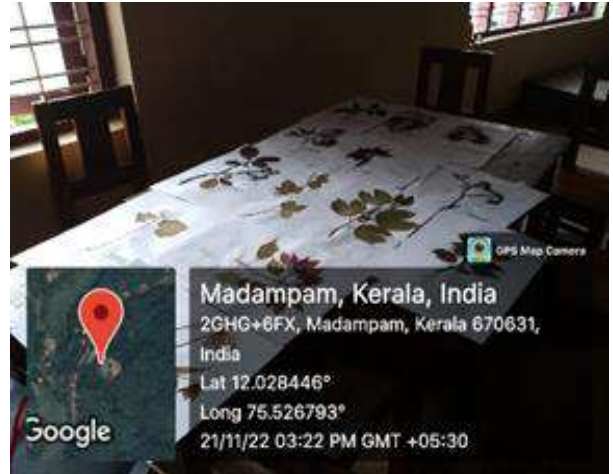 GPS Map Camera
Madampam, Kerala, India
2GHG+6FX, Madampam, Kerala 670631,
India
Lat 12.028446°
Long 75.526793°
21/11/22 03:22 PM GMT +05:30
Google